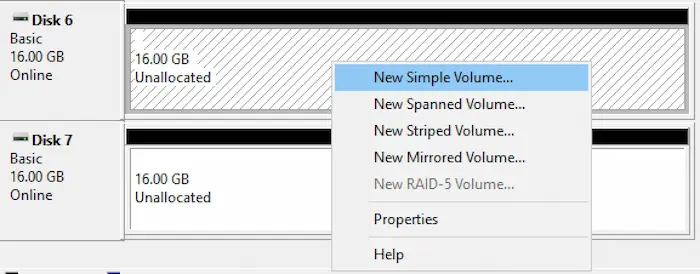 Disk 6
Basic
16.00 GB
Online
16.00 GB
Unallocated
New Simple Volume...
New Spanned Volume...
New Striped Volume...
New Mirrored Volume...
New RAID-5 Volume...
Properties
Help
Disk 7
Basic
16.00 GB
Online
16.00 GB
Unallocated